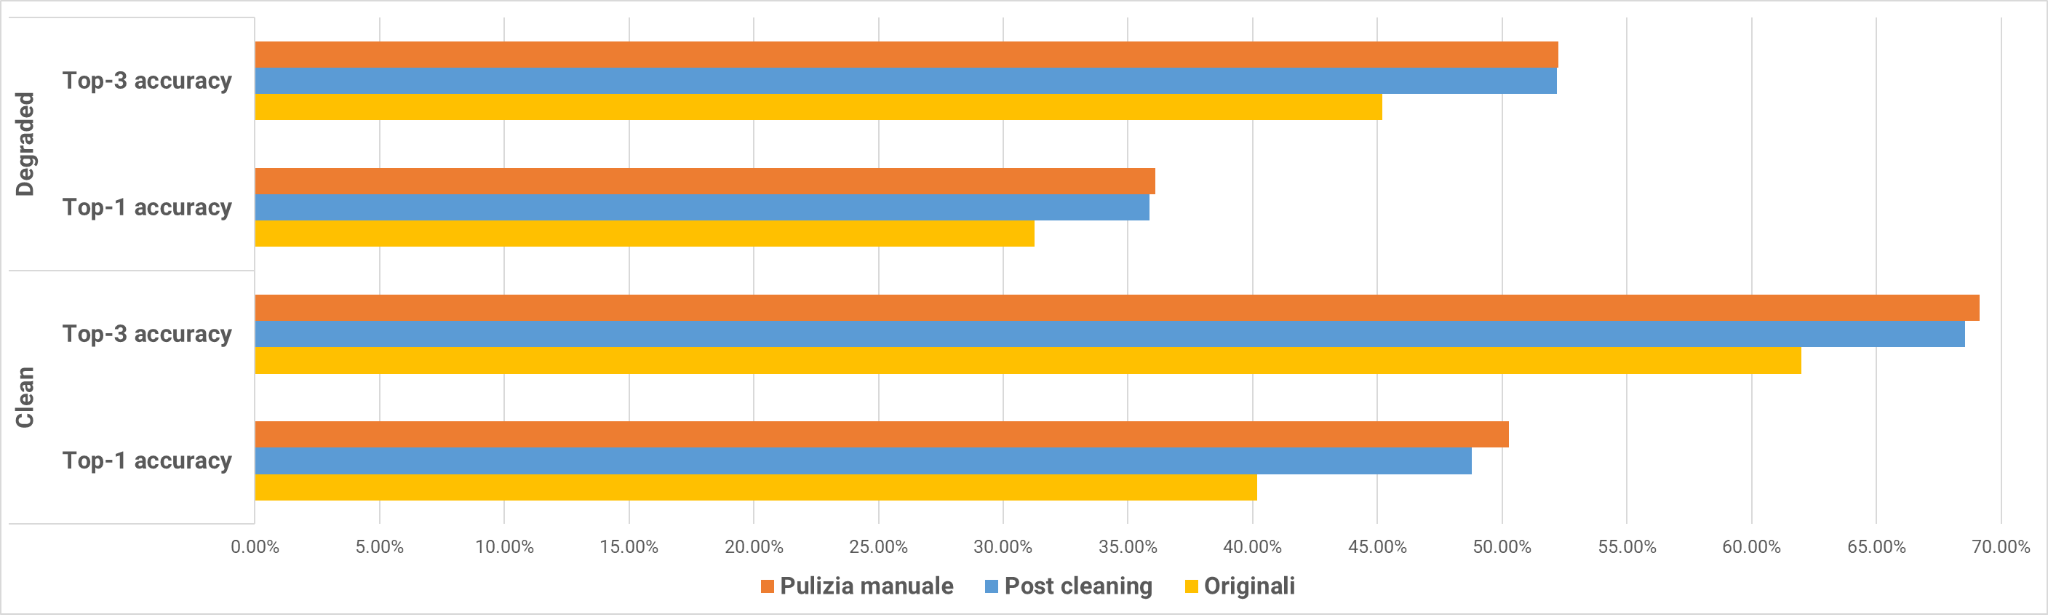 Degraded
Top-3 accuracy
Top-1 accuracy
Clean
Top-3 accuracy
Top-1 accuracy
0.00% 5.00% 10.00% 15.00% 20.00% 25.00% 30.00% 35.00% 40.00% 45.00% 50.00% 55.00% 60.00% 65.00% 70.00%
Pulizia manuale Post cleaning Originali